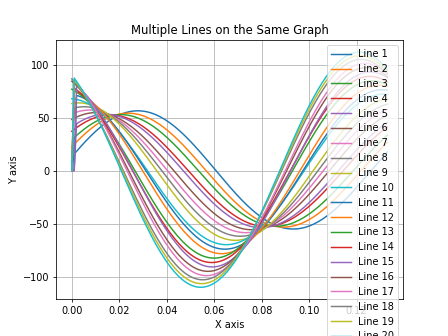 Multiple Lines on the Same Graph
Y axis
100
50
0
−50
−100
0.00
0.02
0.04
0.06
0.08
0.10
X axis
Line 1
Line 2
Line 3
Line 4
Line 5
Line 6
Line 7
Line 8
Line 9
Line 10
Line 11
Line 12
Line 13
Line 14
Line 15
Line 16
Line 17
Line 18
Line 19
Line 20